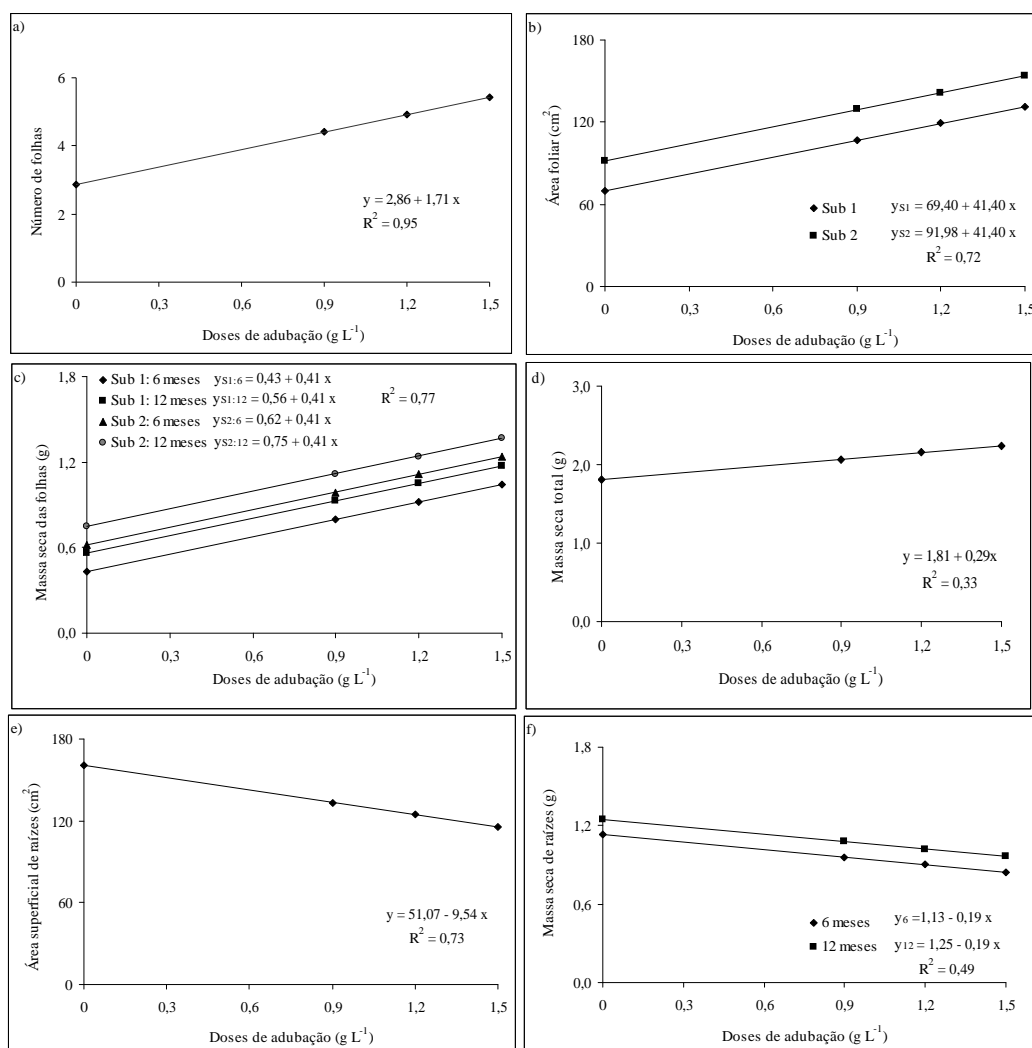 a)
Número de folhas
6
4
2
0
y = 2,86 + 1,71 x
R² = 0,95
0 0,3 0,6 0,9 1,2 1,5
Doses de adubação (g L⁻¹)
b)
Área foliar (cm²)
180
120
60
0
Sub 1 yS1 = 69,40 + 41,40 x
Sub 2 yS2 = 91,98 + 41,40 x
R² = 0,72
0 0,3 0,6 0,9 1,2 1,5
Doses de adubação (g L⁻¹)
c)
Massa seca das folhas (g)
1,8
1,2
0,6
0,0
Sub 1: 6 meses yS1:6 = 0,43 + 0,41 x
Sub 1: 12 meses yS1:12 = 0,56 + 0,41 x
Sub 2: 6 meses yS2:6 = 0,62 + 0,41 x
Sub 2: 12 meses yS2:12 = 0,75 + 0,41 x
R² = 0,77
0 0,3 0,6 0,9 1,2 1,5
Doses de adubação (g L⁻¹)
d)
Massa seca total (g)
3,0
2,0
1,0
0,0
y = 1,81 + 0,29x
R² = 0,33
0 0,3 0,6 0,9 1,2 1,5
Doses de adubação (g L⁻¹)
e)
Área superficial de raízes (cm²)
180
120
60
0
y = 51,07 - 9,54 x
R² = 0,73
0 0,3 0,6 0,9 1,2 1,5
Doses de adubação (g L⁻¹)
f)
Massa seca de raízes (g)
1,8
1,2
0,6
0,0
6 meses y6 =1,13 - 0,19 x
12 meses y12 = 1,25 - 0,19 x
R² = 0,49
0 0,3 0,6 0,9 1,2 1,5
Doses de adubação (g L⁻¹)